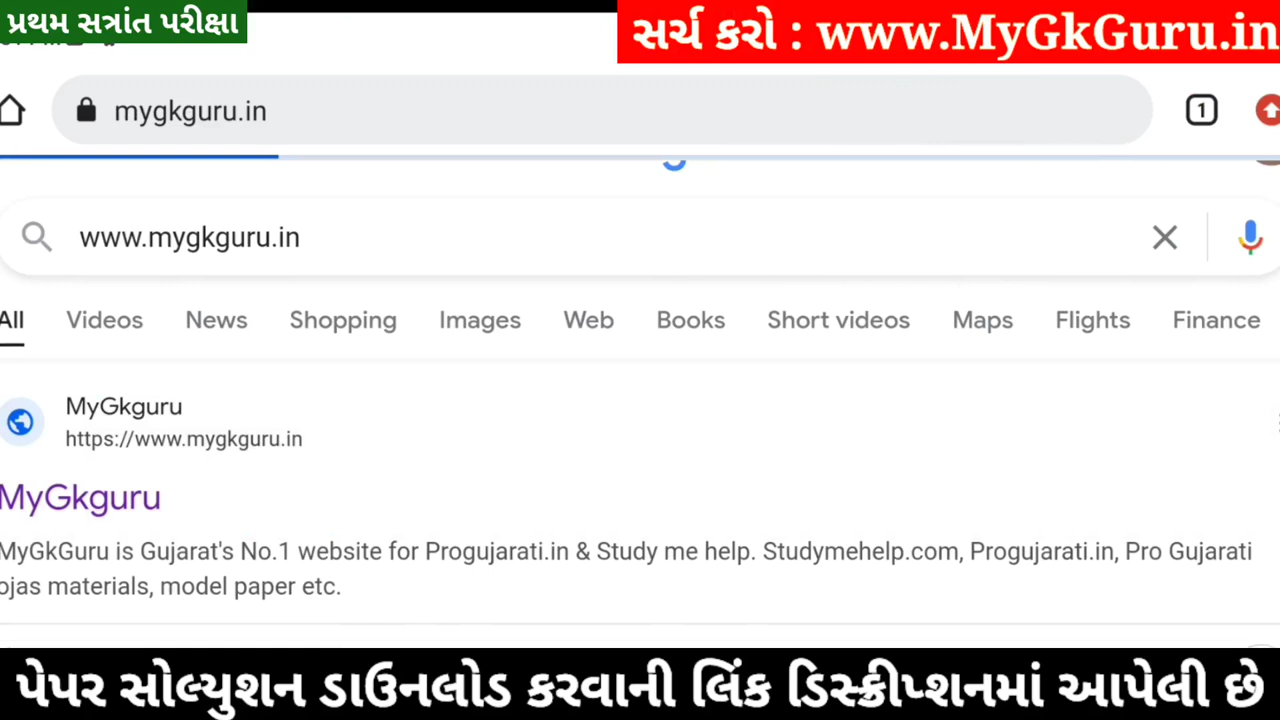 પ્રથમ સત્રાંત પરીક્ષા
સર્ચ કરો : www.MyGkGuru.in
mygkguru.in
1
www.mygkguru.in
All Videos News Shopping Images Web Books Short videos Maps Flights Finance
MyGkguru
https://www.mygkguru.in
MyGkguru
MyGkGuru is Gujarat's No.1 website for Progujarati.in & Study me help. Studymehelp.com, Progujarati.in, Pro Gujarati
ojas materials, model paper etc.
પેપર સોલ્યુશન ડાઉનલોડ કરવાની લિંક ડિસ્ક્રીપ્શનમાં આપેલી છે